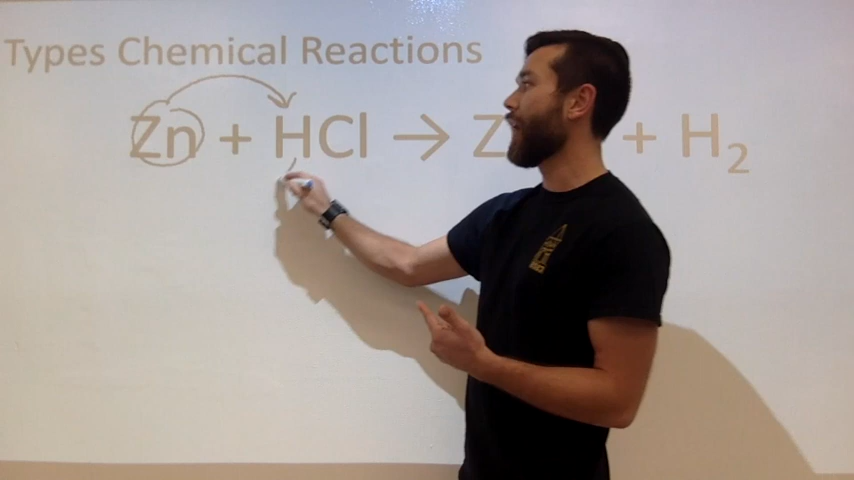 Types Chemical Reactions
Zn + HCl → Z + H₂